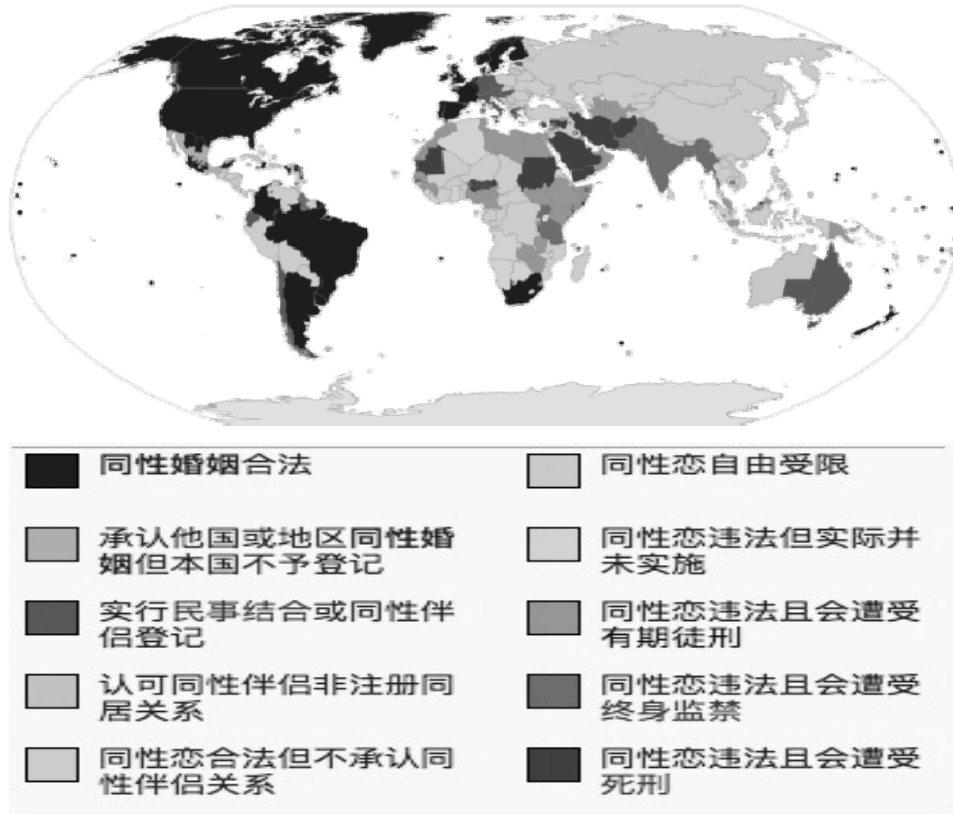 同性婚姻合法
承认他国或地区同性婚
姻但本国不予登记
实行民事结合或同性伴
侣登记
认可同性伴侣非注册同
居关系
同性恋合法但不承认同
性伴侣关系
同性恋自由受限
同性恋违法但实际并
未实施
同性恋违法且会遭受
有期徒刑
同性恋违法且会遭受
终身监禁
同性恋违法且会遭受
死刑